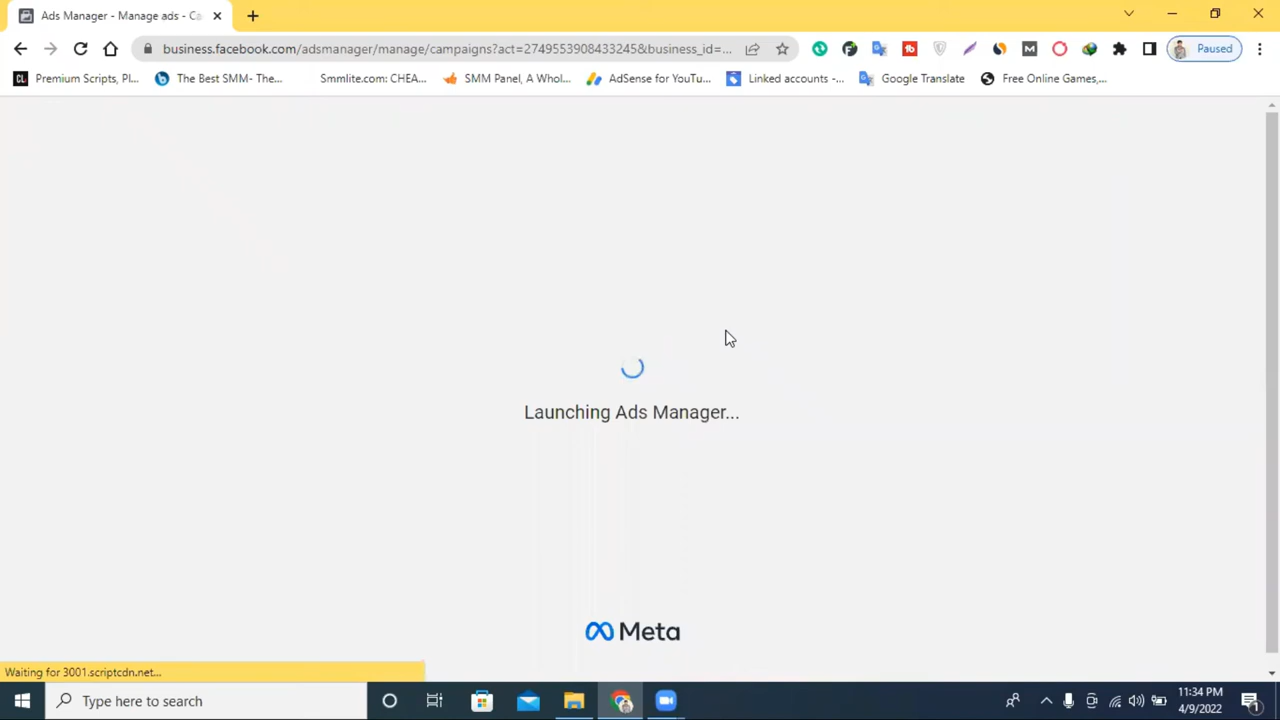 Ads Manager - Manage ads - Ca
business.facebook.com/adsmanager/manage/campaigns?act=2749553908433245&business_id=...
Paused
CL Premium Scripts, Pl...
The Best SMM- The...
Smmlite.com: CHEA...
SMM Panel, A Whol...
AdSense for YouTu...
Linked accounts -...
Google Translate
Free Online Games,...
Launching Ads Manager...
Meta
Waiting for 3001.scriptcdn.net...
Type here to search
11:34 PM
4/9/2022
1